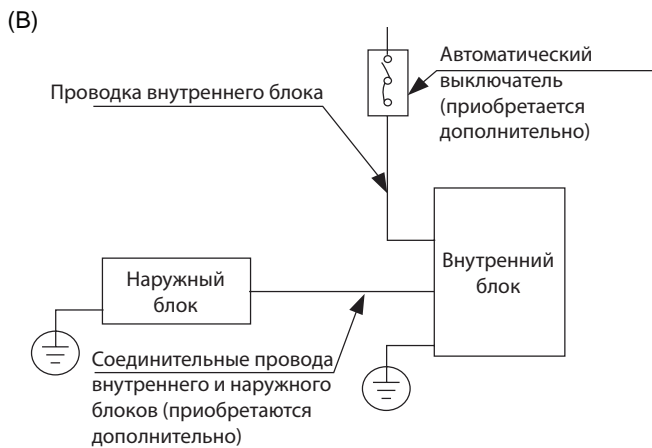 (B)
Автоматический
выключатель
(приобретается
дополнительно)
Проводка внутреннего блока
Внутренний
блок
Наружный
блок
Соединительные провода
внутреннего и наружного
блоков (приобретаются
дополнительно)